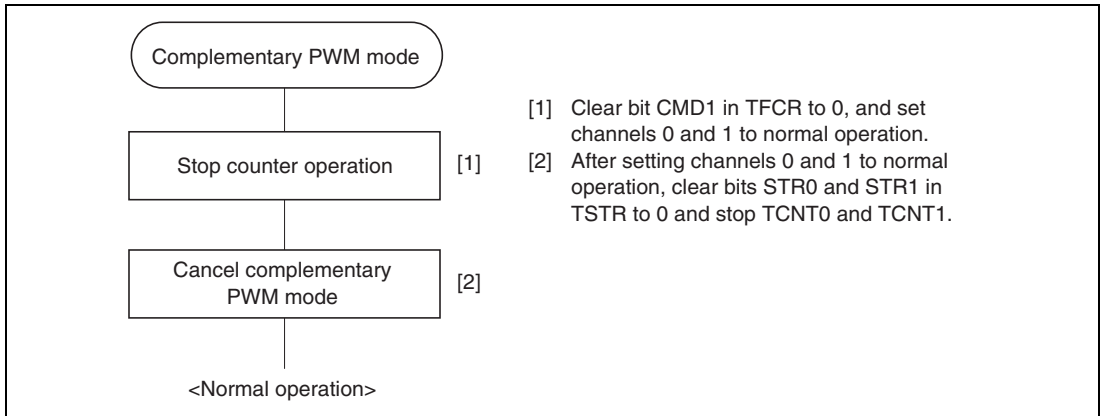 Complementary PWM mode
Stop counter operation
[1]
Cancel complementary
PWM mode
[2]
<Normal operation>
[1] Clear bit CMD1 in TFCR to 0, and set
channels 0 and 1 to normal operation.
[2] After setting channels 0 and 1 to normal
operation, clear bits STR0 and STR1 in
TSTR to 0 and stop TCNT0 and TCNT1.